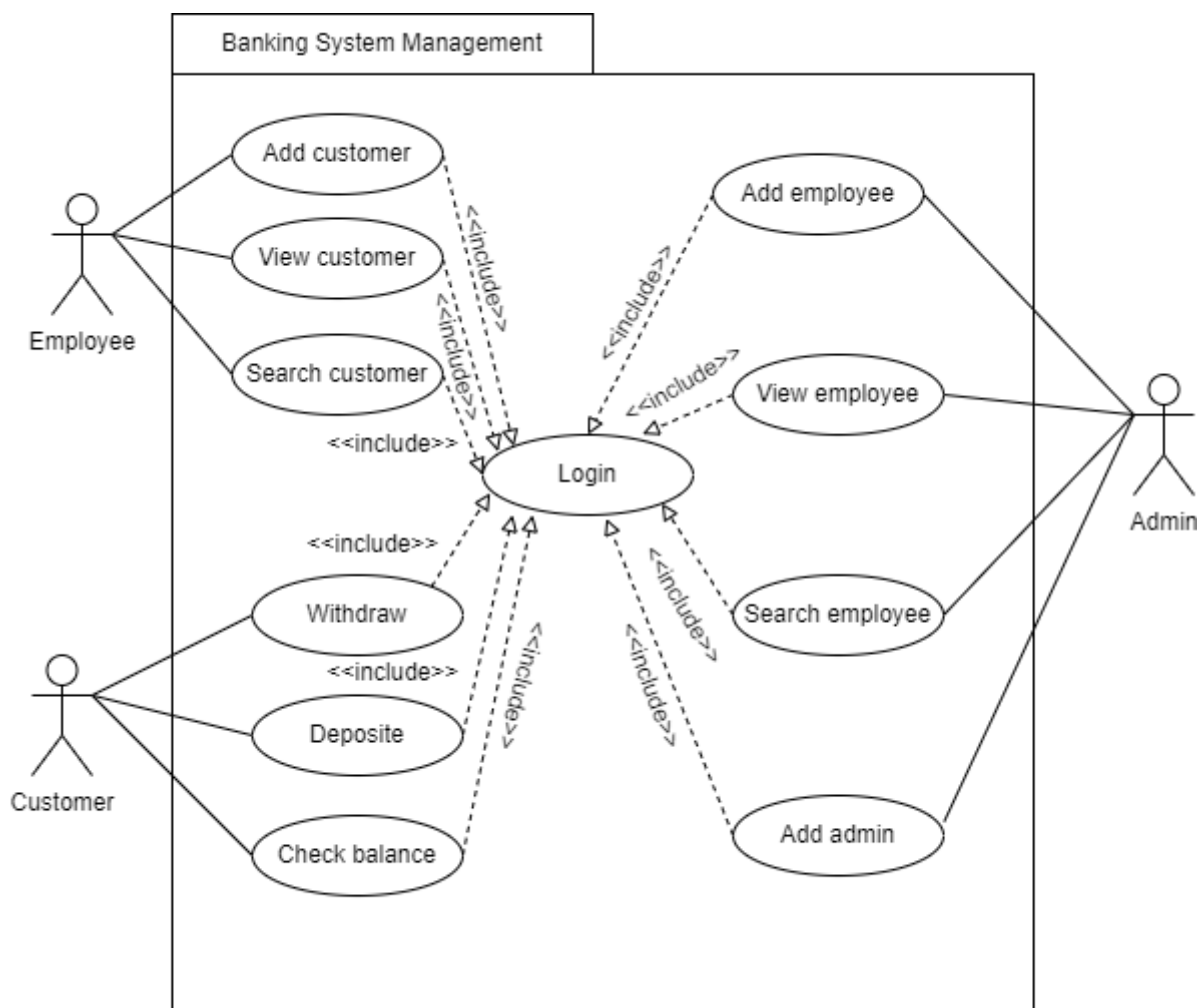 Banking System Management
Add customer
<<include>>
Add employee
View customer
<<include>>
<<include>>
Employee
Search customer
<<include>>
View employee
<<include>>
Login
Admin
<<include>>
Withdraw
<<include>>
Search employee
<<include>>
<<include>>
<<include>>
Deposite
Customer
Check balance
Add admin